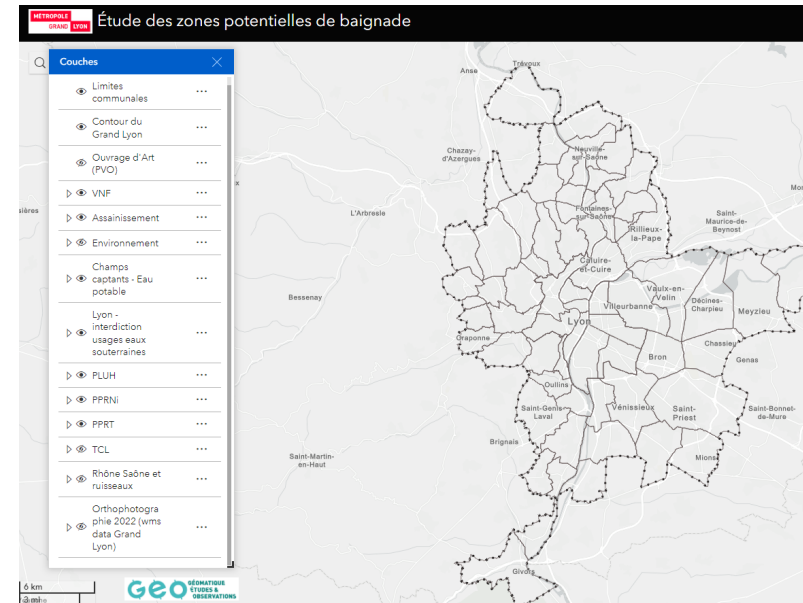 MÉTROPOLE
GRAND LYON
Étude des zones potentielles de baignade
Couches
Limites
communales
Contour du
Grand Lyon
Ouvrage d'Art
(PVO)
VNF
Assainissement
Environnement
Champs
captants - Eau
potable
Lyon -
interdiction
usages eaux
souterraines
PLUH
PPRNi
PPRT
TCL
Rhône Saône et
ruisseaux
Orthophotogra
phie 2022 (wms
data Grand
Lyon)
Anse
Trévoux
Chazay-
d'Azergues
Neuville-
sur-Saône
L'Arbresle
Fontaines-
sur-Saône
Rillieux-
la-Pape
Saint-
Maurice-de-
Beynost
Caluire-
et-Cuire
Bessenay
Vaulx-en-
Velin
Villeurbanne
Décines-
Charpieu
Meyzieu
Lyon
Craponne
Chassieu
Bron
Genas
Oullins
Saint-Genis-
Laval
Vénissieux
Saint-
Priest
Saint-Bonnet-
de-Mure
Brignais
Mions
Saint-Martin-
en-Haut
Givors
6 km
3 mi
GÉO
GÉOMATIQUE
ÉTUDES &
OBSERVATIONS